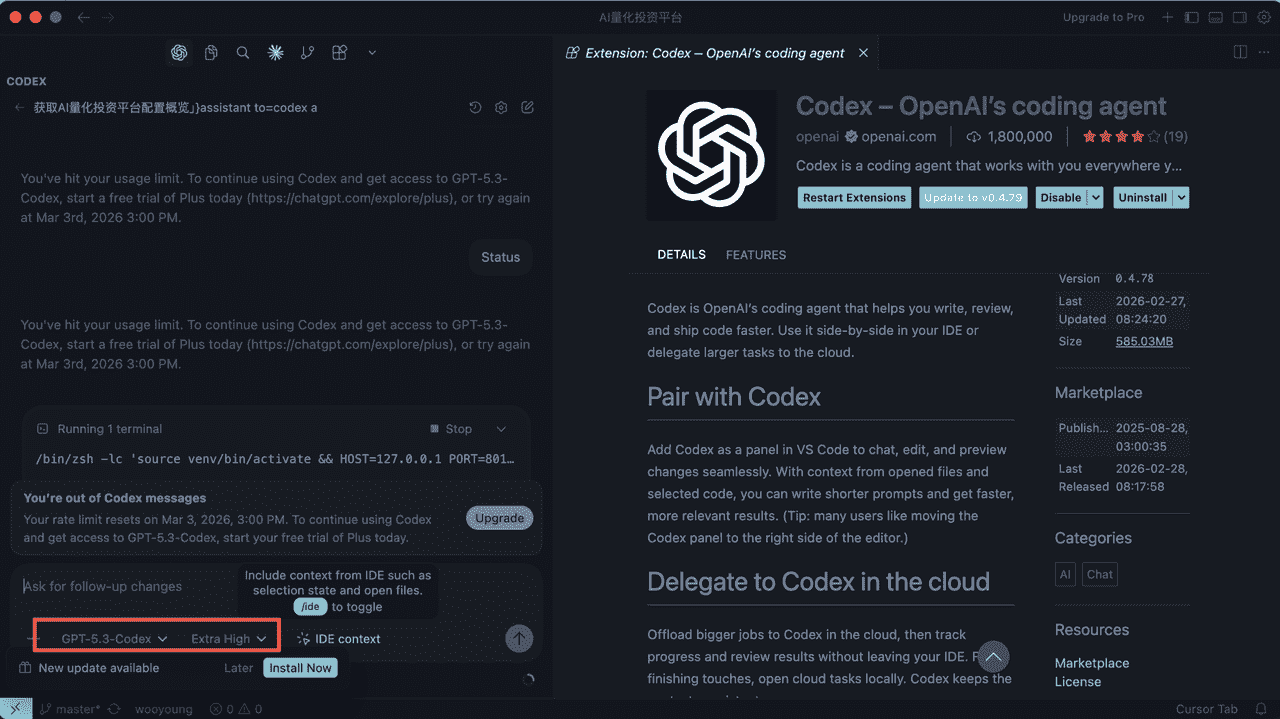 AI量化投资平台
Upgrade to Pro
CODEX
获取AI量化投资平台配置概览」}assistant to=codex a
You've hit your usage limit. To continue using Codex and get access to GPT-5.3-
Codex, start a free trial of Plus today (https://chatgpt.com/explore/plus), or try again
at Mar 3rd, 2026 3:00 PM.
Status
You've hit your usage limit. To continue using Codex and get access to GPT-5.3-
Codex, start a free trial of Plus today (https://chatgpt.com/explore/plus), or try again
at Mar 3rd, 2026 3:00 PM.
Running 1 terminal
Stop
/bin/zsh -lc 'source venv/bin/activate && HOST=127.0.0.1 PORT=801…
You're out of Codex messages
Your rate limit resets on Mar 3, 2026, 3:00 PM. To continue using Codex
and get access to GPT-5.3-Codex, start your free trial of Plus today.
Upgrade
Ask for follow-up changes
Include context from IDE such as
selection state and open files.
/ide to toggle
GPT-5.3-Codex
Extra High
IDE context
New update available
Later
Install Now
master*
wooyoung
0
0
Extension: Codex – OpenAI's coding agent
Codex – OpenAI's coding agent
openai openai.com 1,800,000 (19)
Codex is a coding agent that works with you everywhere y…
Restart Extensions
Update to v0.4.79
Disable
Uninstall
DETAILS
FEATURES
Codex is OpenAI's coding agent that helps you write, review,
and ship code faster. Use it side-by-side in your IDE or
delegate larger tasks to the cloud.
Pair with Codex
Add Codex as a panel in VS Code to chat, edit, and preview
changes seamlessly. With context from opened files and
selected code, you can write shorter prompts and get faster,
more relevant results. (Tip: many users like moving the
Codex panel to the right side of the editor.)
Delegate to Codex in the cloud
Offload bigger jobs to Codex in the cloud, then track
progress and review results without leaving your IDE.
finishing touches, open cloud tasks locally. Codex keeps the
Version 0.4.78
Last Updated 2026-02-27, 08:24:20
Size 585.03MB
Marketplace
Publish… 2025-08-28, 03:00:35
Last Released 2026-02-28, 08:17:58
Categories
AI
Chat
Resources
Marketplace
License
Cursor Tab